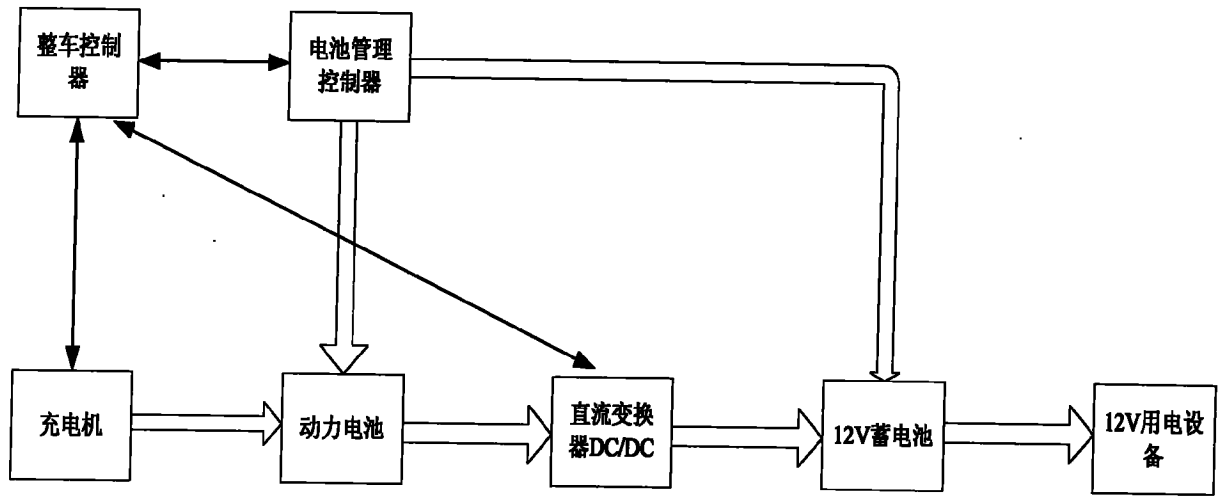 整车控制
器
电池管理
控制器
充电机
动力电池
直流变换
器DC/DC
12V蓄电池
12V用电设
备